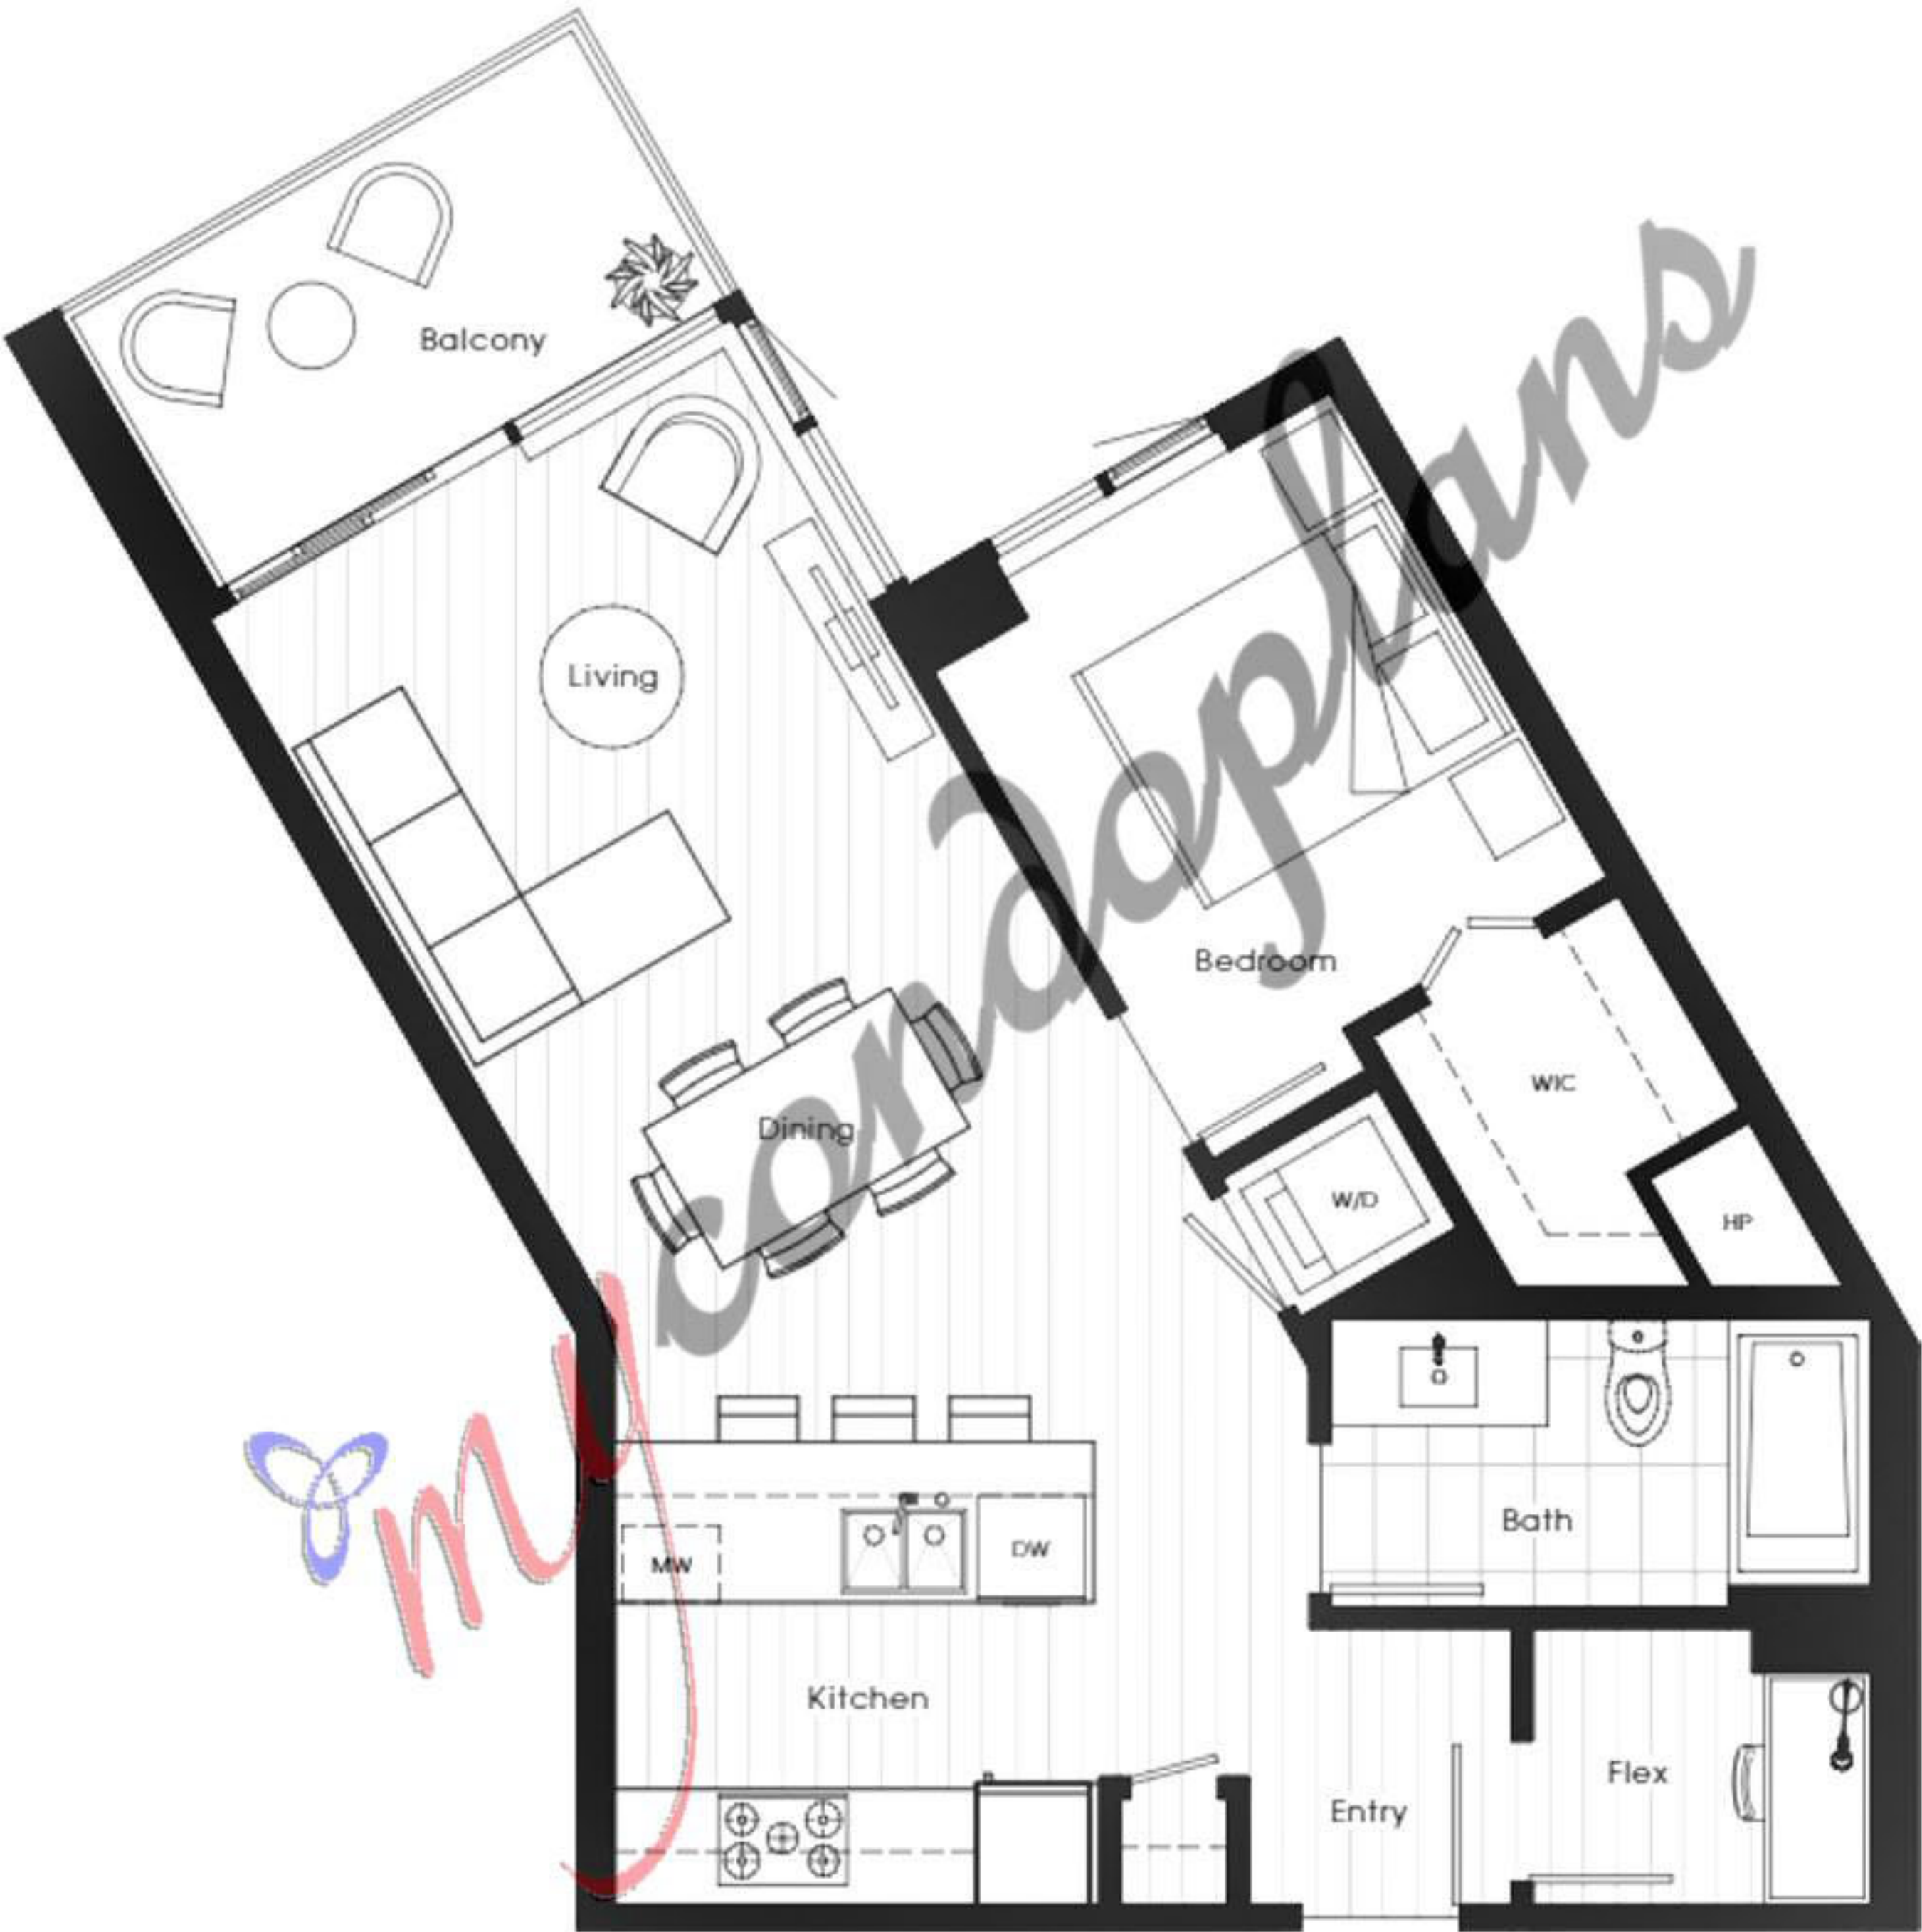 Balcony
Living
Bedroom
Dining
WIC
W/D
HP
mycondoplans
Bath
MW
DW
Kitchen
Flex
Entry